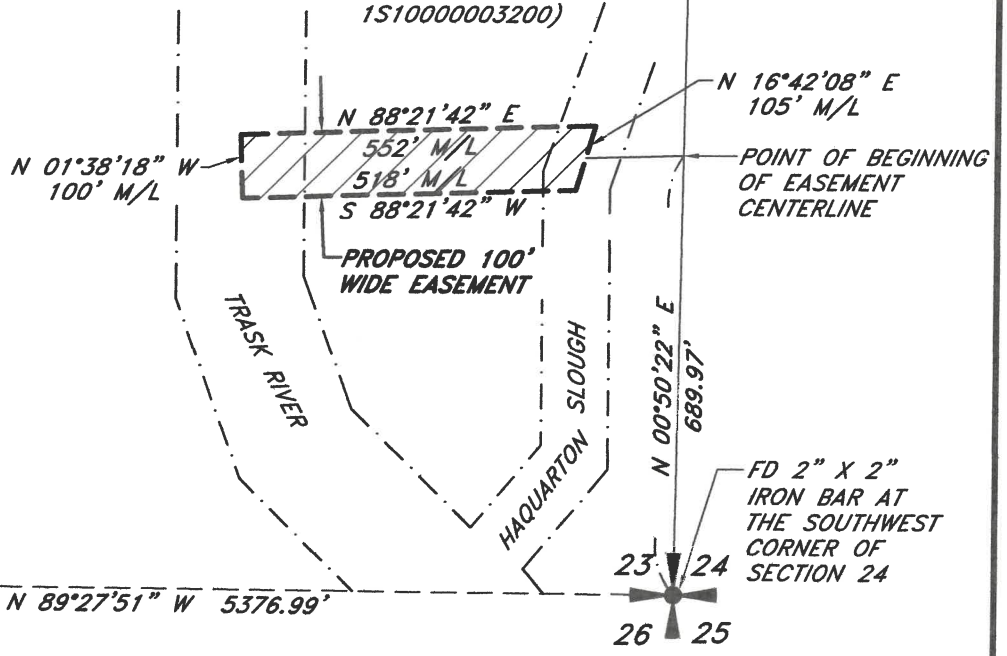 1S10000003200)
N 16°42'08" E
105' M/L
N 88°21'42" E
552' M/L
N 01°38'18" W
100' M/L
518' M/L
S 88°21'42" W
POINT OF BEGINNING
OF EASEMENT
CENTERLINE
PROPOSED 100'
WIDE EASEMENT
TRASK RIVER
HAQUARTON SLOUGH
N 00°50'22" E
689.97'
FD 2" X 2"
IRON BAR AT
THE SOUTHWEST
CORNER OF
SECTION 24
23 24
N 89°27'51" W 5376.99'
26 25